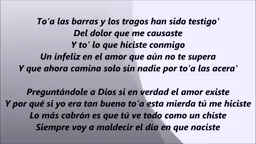 To'a las barras y los tragos han sido testigo'
Del dolor que me causaste
Y to' lo que hiciste conmigo
Un infeliz en el amor que aún no te supera
Y que ahora camina solo sin nadie por to'a las acera'
Preguntándole a Dios si en verdad el amor existe
Y por qué si yo era tan bueno to'a esta mierda tú me hiciste
Lo más cabrón es que tú ve todo como un chiste
Siempre voy a maldecir el día en que naciste